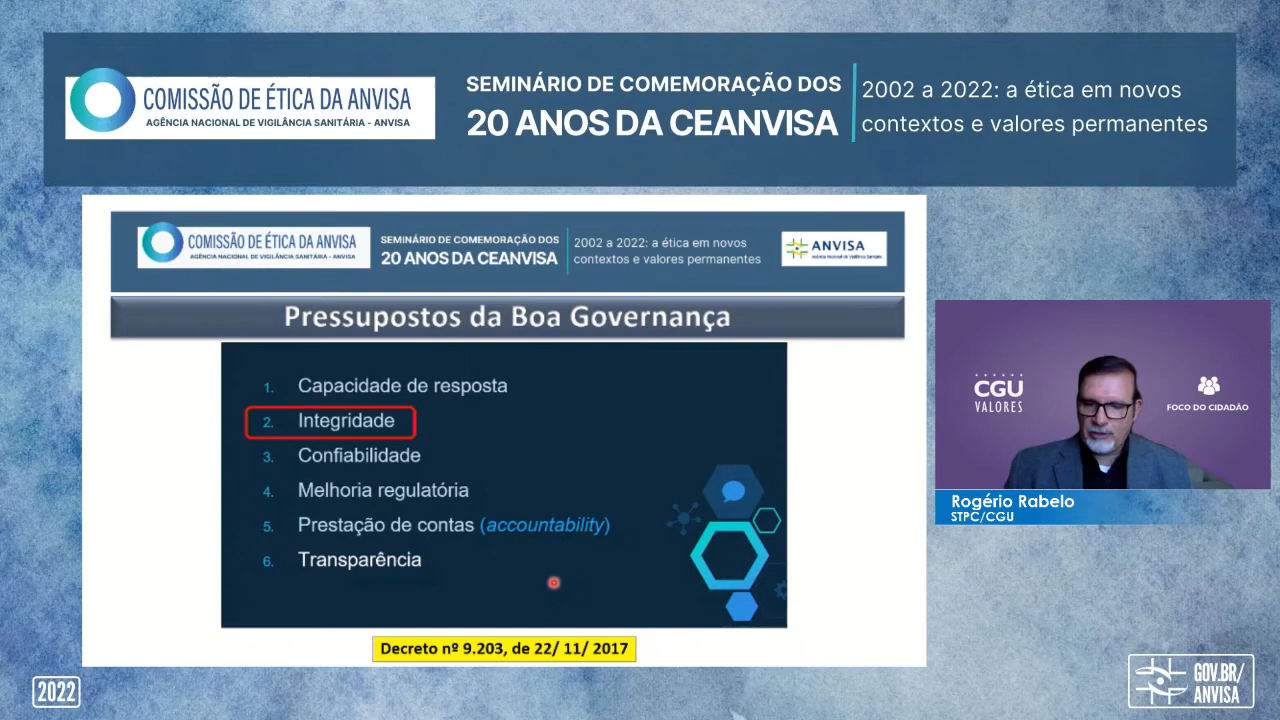 COMISSÃO DE ÉTICA DA ANVISA
AGÊNCIA NACIONAL DE VIGILÂNCIA SANITÁRIA - ANVISA
SEMINÁRIO DE COMEMORAÇÃO DOS
20 ANOS DA CEANVISA
2002 a 2022: a ética em novos
contextos e valores permanentes
COMISSÃO DE ÉTICA DA ANVISA
AGÊNCIA NACIONAL DE VIGILÂNCIA SANITÁRIA - ANVISA
SEMINÁRIO DE COMEMORAÇÃO DOS
20 ANOS DA CEANVISA
2002 a 2022: a ética em novos
contextos e valores permanentes
ANVISA
Agência Nacional de Vigilância Sanitária
Pressupostos da Boa Governança
1. Capacidade de resposta
2. Integridade
3. Confiabilidade
4. Melhoria regulatória
5. Prestação de contas (accountability)
6. Transparência
Decreto nº 9.203, de 22/ 11/ 2017
CGU
VALORES
FOCO DO CIDADÃO
Rogério Rabelo
STPC/CGU
2022
GOV.BR/
ANVISA